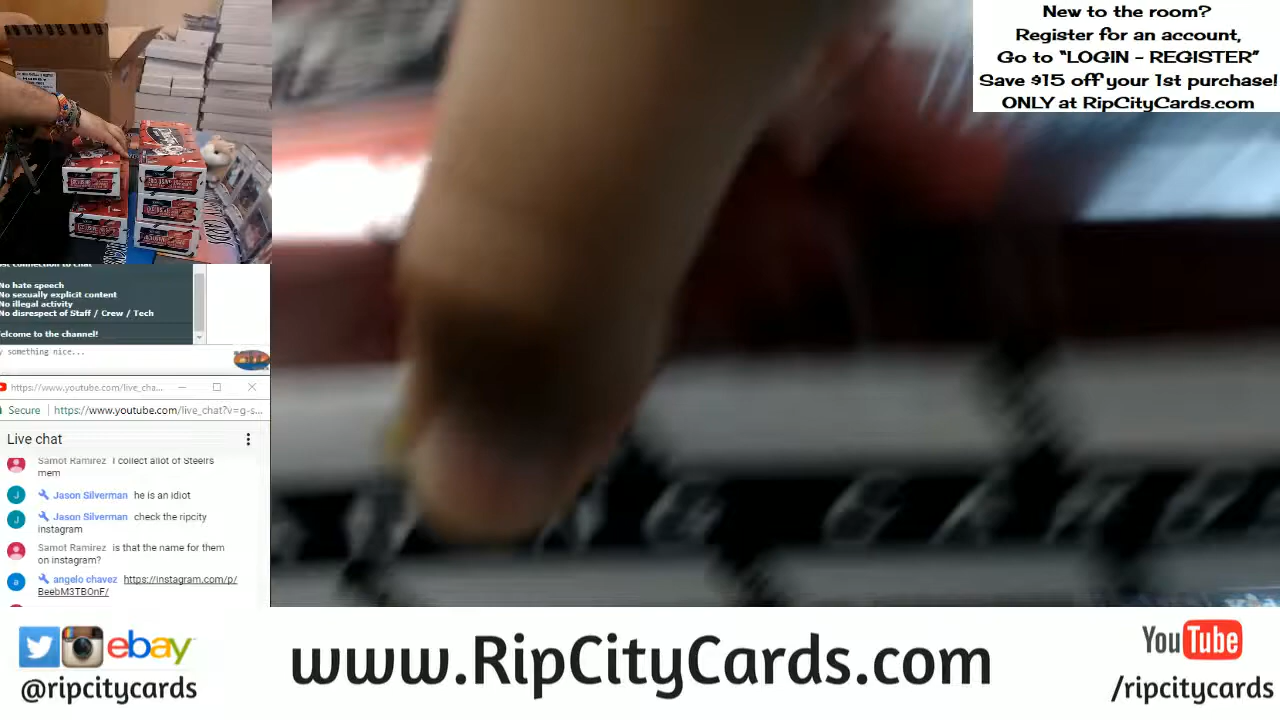 New to the room?
Register for an account,
Go to “LOGIN - REGISTER”
Save $15 off your 1st purchase!
ONLY at RipCityCards.com
No hate speech
No sexually explicit content
No illegal activity
No disrespect of Staff / Crew / Tech
elcome to the channel!
y something nice...
https://www.youtube.com/live_cha...
Secure
https://www.youtube.com/live_chat?v=g-s...
Live chat
Samot Ramirez I collect allot of Steelrs
mem
J Jason Silverman he is an idiot
J Jason Silverman check the ripcity
instagram
Samot Ramirez is that the name for them
on instagram?
a angelo chavez https://instagram.com/p/
BeebM3TBOnF/
ebay
@ripcitycards
www.RipCityCards.com
YouTube
/ripcitycards